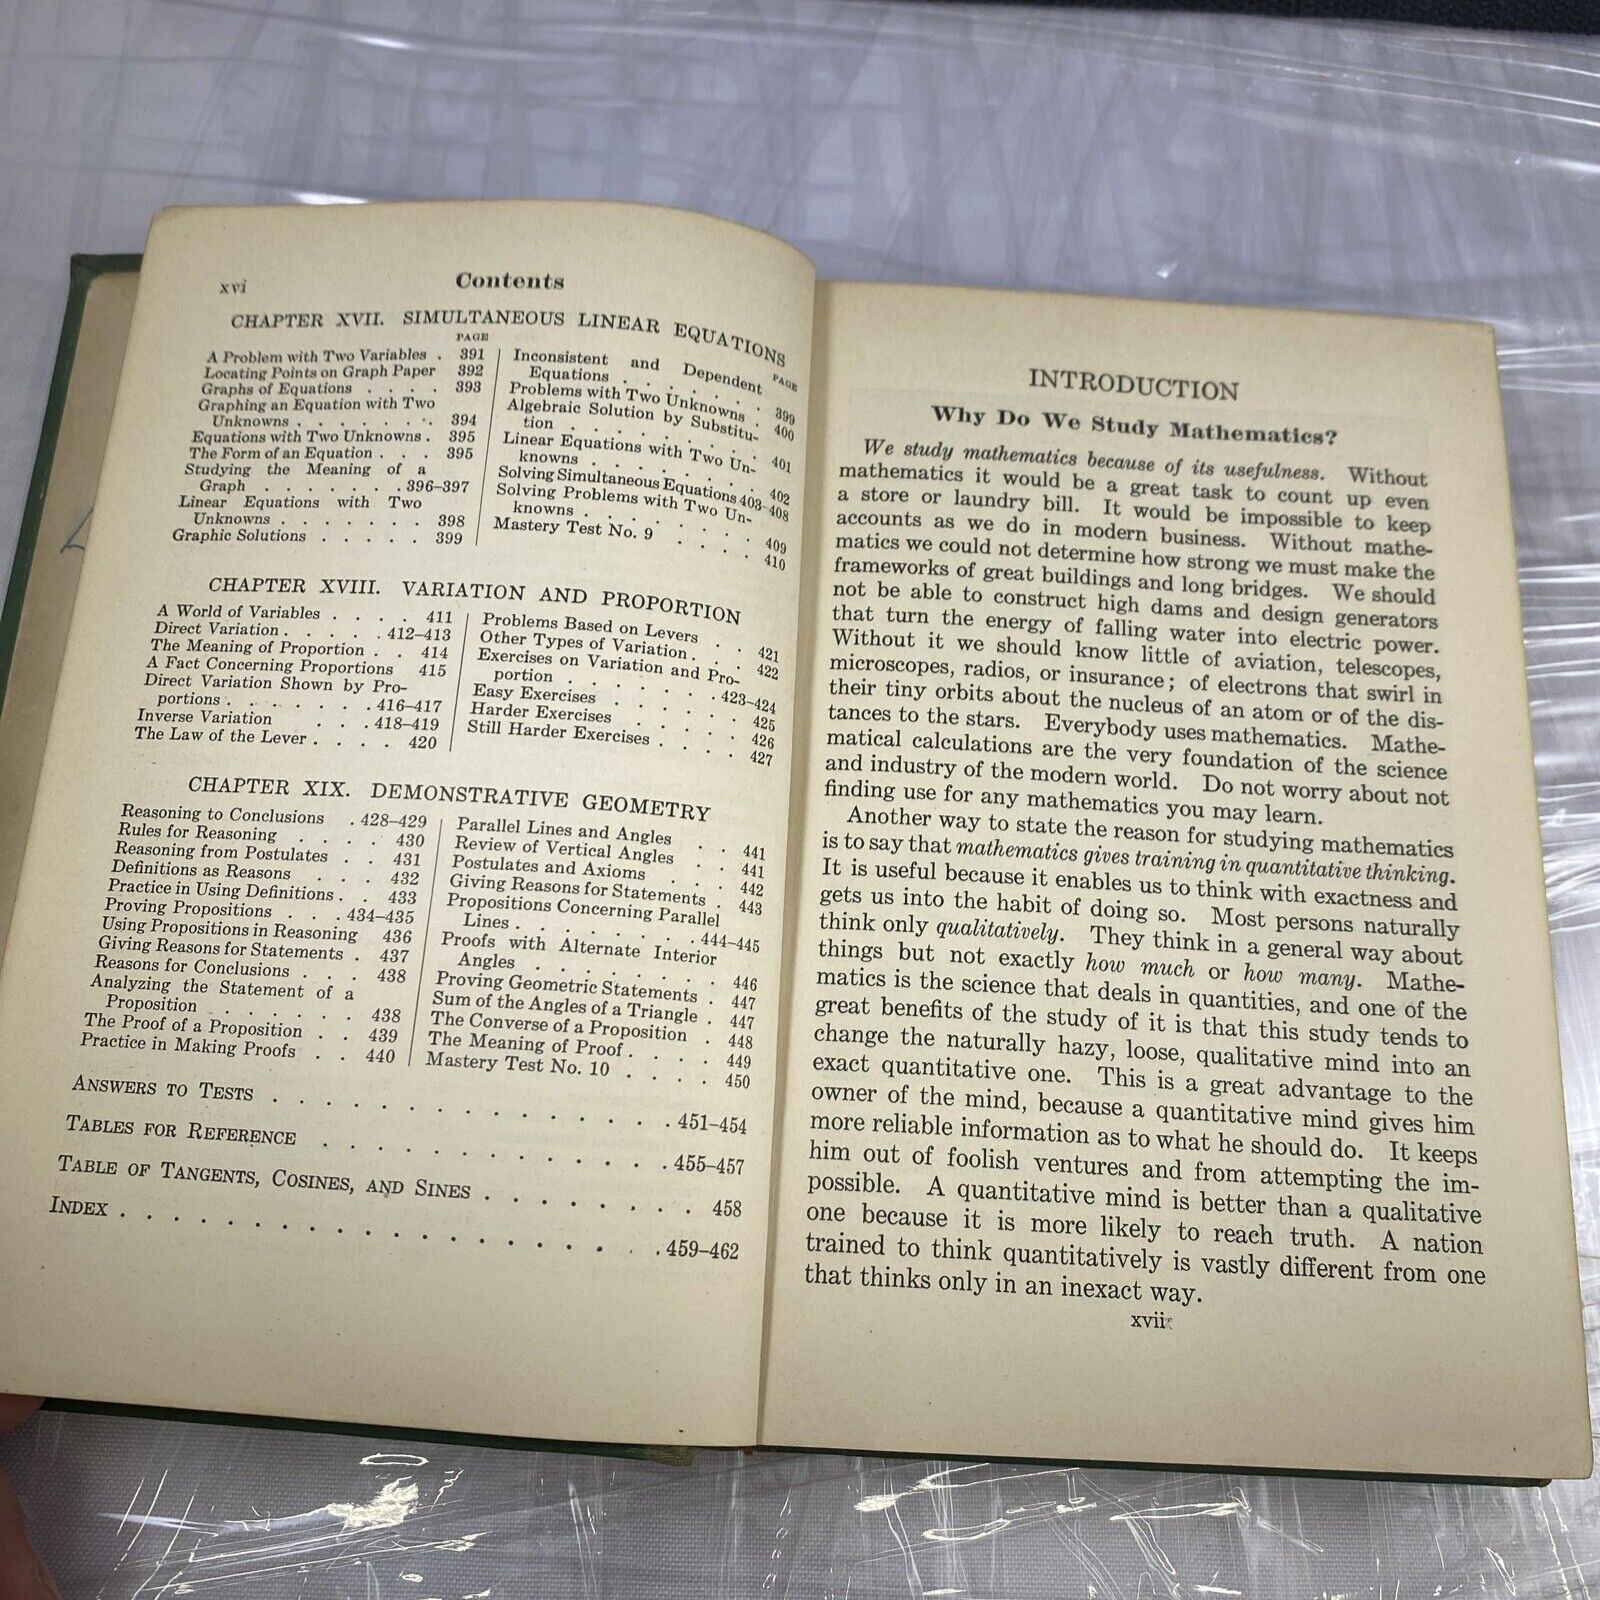 xvi
Contents
CHAPTER XVII. SIMULTANEOUS LINEAR EQUATIONS
PAGE
A Problem with Two Variables . 391
Locating Points on Graph Paper 392
Graphs of Equations . . . . 393
Graphing an Equation with Two
Unknowns . . . . . . . . 394
Equations with Two Unknowns . 395
The Form of an Equation . . . 395
Studying the Meaning of a
Graph . . . . . . . 396–397
Linear Equations with Two
Unknowns . . . . . . . 398
Graphic Solutions . . . . . 399
PAGE
Inconsistent and Dependent
Equations . . . . . . . 399
Problems with Two Unknowns . 400
Algebraic Solution by Substitu-
tion . . . . . . . . 401
Linear Equations with Two Un-
knowns . . . . . . . 402
Solving Simultaneous Equations 403–408
Solving Problems with Two Un-
knowns . . . . . . . 409
Mastery Test No. 9 . . . . 410
CHAPTER XVIII. VARIATION AND PROPORTION
A World of Variables . . . . 411
Direct Variation . . . . . 412–413
The Meaning of Proportion . . 414
A Fact Concerning Proportions 415
Direct Variation Shown by Pro-
portions . . . . . . . 416–417
Inverse Variation . . . 418–419
The Law of the Lever . . . . 420
Problems Based on Levers . . 421
Other Types of Variation . . . 422
Exercises on Variation and Pro-
portion . . . . . . . 423–424
Easy Exercises . . . . . . 425
Harder Exercises . . . . . 426
Still Harder Exercises . . . . 427
CHAPTER XIX. DEMONSTRATIVE GEOMETRY
Reasoning to Conclusions . 428–429
Rules for Reasoning . . . . 430
Reasoning from Postulates . . 431
Definitions as Reasons . . . 432
Practice in Using Definitions . . 433
Proving Propositions . . . 434–435
Using Propositions in Reasoning 436
Giving Reasons for Statements . 437
Reasons for Conclusions . . . 438
Analyzing the Statement of a
Proposition . . . . . . 438
The Proof of a Proposition . . 439
Practice in Making Proofs . . 440
Parallel Lines and Angles . . 441
Review of Vertical Angles . . 441
Postulates and Axioms . . . 442
Giving Reasons for Statements . 443
Propositions Concerning Parallel
Lines . . . . . . . . 444–445
Proofs with Alternate Interior
Angles . . . . . . . 446
Proving Geometric Statements . 447
Sum of the Angles of a Triangle . 447
The Converse of a Proposition . 448
The Meaning of Proof . . . . 449
Mastery Test No. 10 . . . . 450
ANSWERS TO TESTS . . . . . . . . . . . . . 451–454
TABLES FOR REFERENCE . . . . . . . . . . . 455–457
TABLE OF TANGENTS, COSINES, AND SINES . . . . . . . 458
INDEX . . . . . . . . . . . . . . . . . 459–462
INTRODUCTION
Why Do We Study Mathematics?
We study mathematics because of its usefulness. Without
mathematics it would be a great task to count up even
a store or laundry bill. It would be impossible to keep
accounts as we do in modern business. Without mathe-
matics we could not determine how strong we must make the
frameworks of great buildings and long bridges. We should
not be able to construct high dams and design generators
that turn the energy of falling water into electric power.
Without it we should know little of aviation, telescopes,
microscopes, radios, or insurance; of electrons that swirl in
their tiny orbits about the nucleus of an atom or of the dis-
tances to the stars. Everybody uses mathematics. Mathe-
matical calculations are the very foundation of the science
and industry of the modern world. Do not worry about not
finding use for any mathematics you may learn.
Another way to state the reason for studying mathematics
is to say that mathematics gives training in quantitative thinking.
It is useful because it enables us to think with exactness and
gets us into the habit of doing so. Most persons naturally
think only qualitatively. They think in a general way about
things but not exactly how much or how many. Mathe-
matics is the science that deals in quantities, and one of the
great benefits of the study of it is that this study tends to
change the naturally hazy, loose, qualitative mind into an
exact quantitative one. This is a great advantage to the
owner of the mind, because a quantitative mind gives him
more reliable information as to what he should do. It keeps
him out of foolish ventures and from attempting the im-
possible. A quantitative mind is better than a qualitative
one because it is more likely to reach truth. A nation
trained to think quantitatively is vastly different from one
that thinks only in an inexact way.
xvii